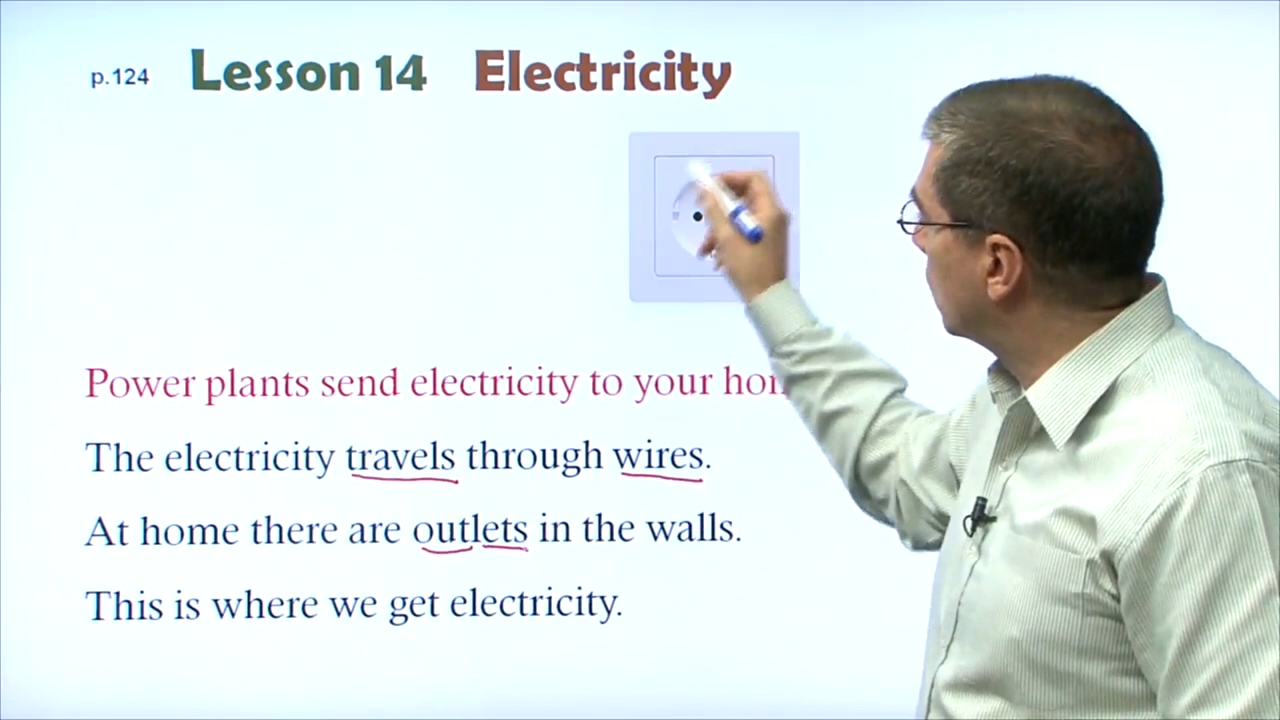 p.124 Lesson 14 Electricity
Power plants send electricity to your
The electricity travels through wires.
At home there are outlets in the walls.
This is where we get electricity.